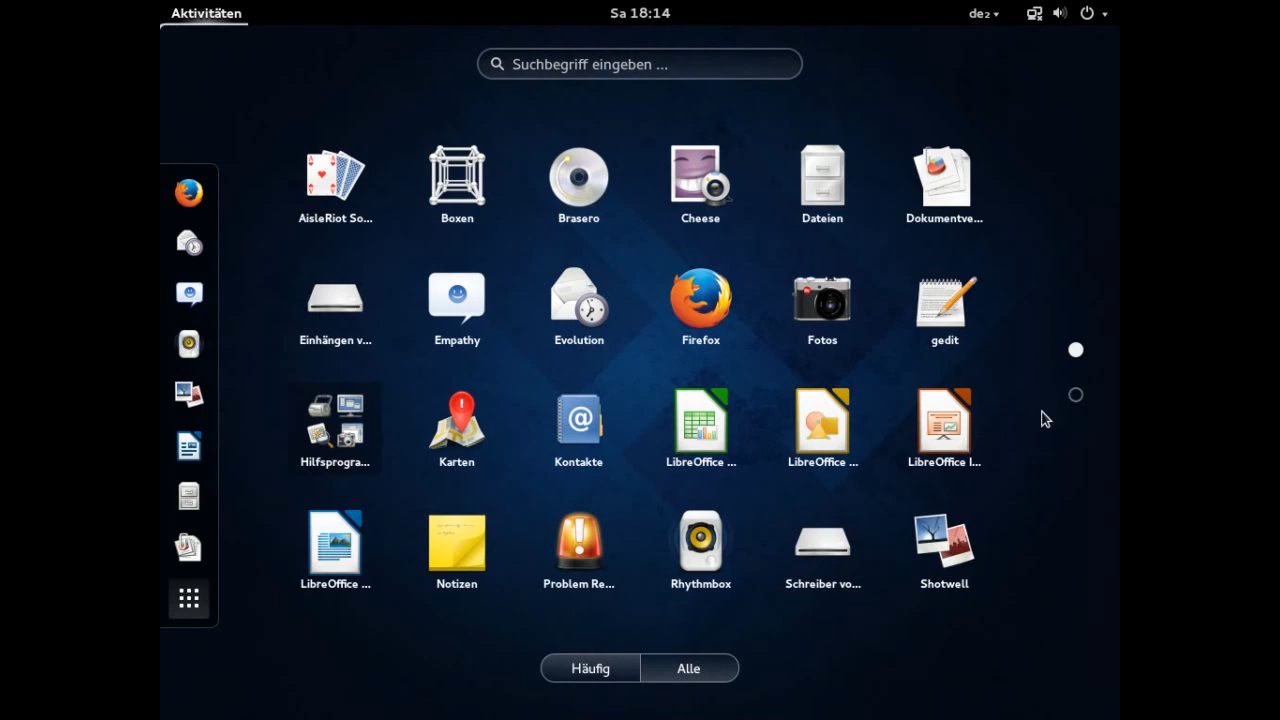 Aktivitäten
Sa 18:14
de₂
Suchbegriff eingeben ...
AisleRiot So...
Boxen
Brasero
Cheese
Dateien
Dokumentve...
Einhängen v...
Empathy
Evolution
Firefox
Fotos
gedit
Hilfsprogra...
Karten
Kontakte
LibreOffice ...
LibreOffice ...
LibreOffice I...
LibreOffice ...
Notizen
Problem Re...
Rhythmbox
Schreiber vo...
Shotwell
Häufig
Alle